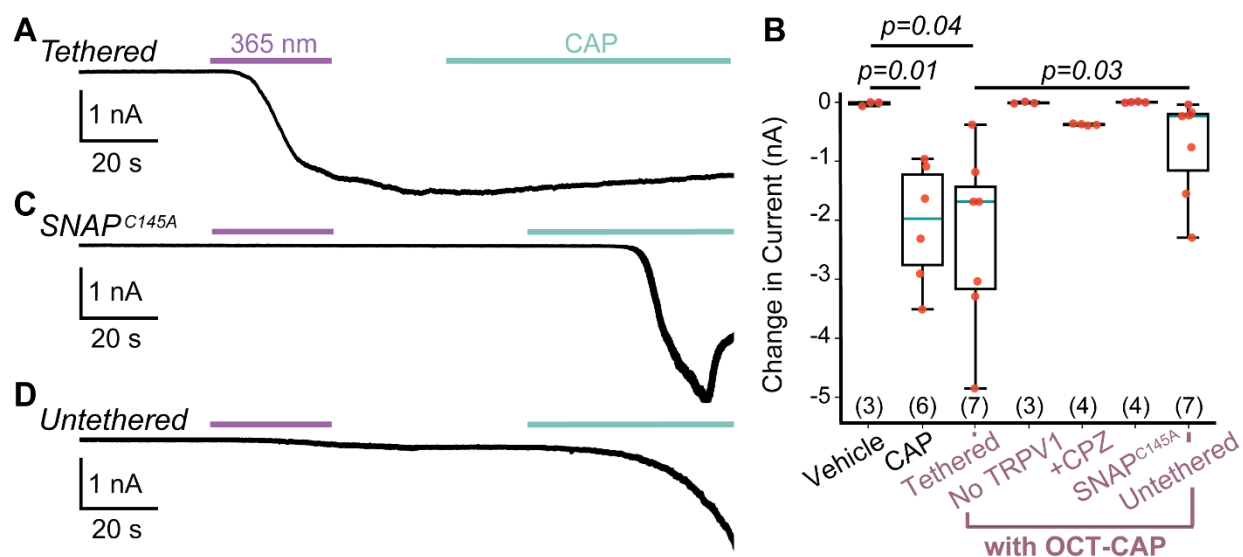 A
Tethered
365 nm
CAP
1 nA
20 s
C
SNAP^C145A
1 nA
20 s
D
Untethered
1 nA
20 s
B
p=0.04
p=0.01
p=0.03
Change in Current (nA)
0
-1
-2
-3
-4
-5
(3) (6) (7) (3) (4) (4) (7)
Vehicle
CAP
Tethered
No TRPV1
+CPZ
SNAP^C145A
Untethered
with OCT-CAP